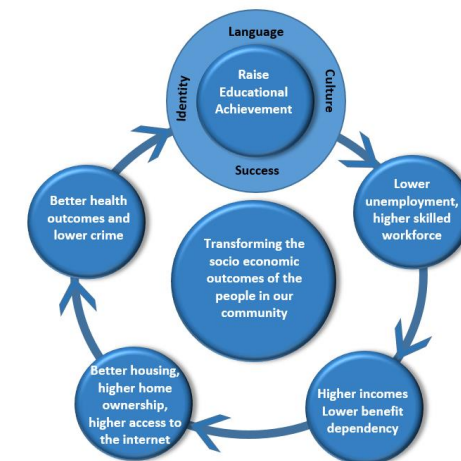 Language
Identity
Culture
Success
Raise
Educational
Achievement
Lower
unemployment,
higher skilled
workforce
Higher incomes
Lower benefit
dependency
Better housing,
higher home
ownership,
higher access to
the internet
Better health
outcomes and
lower crime
Transforming the
socio economic
outcomes of the
people in our
community